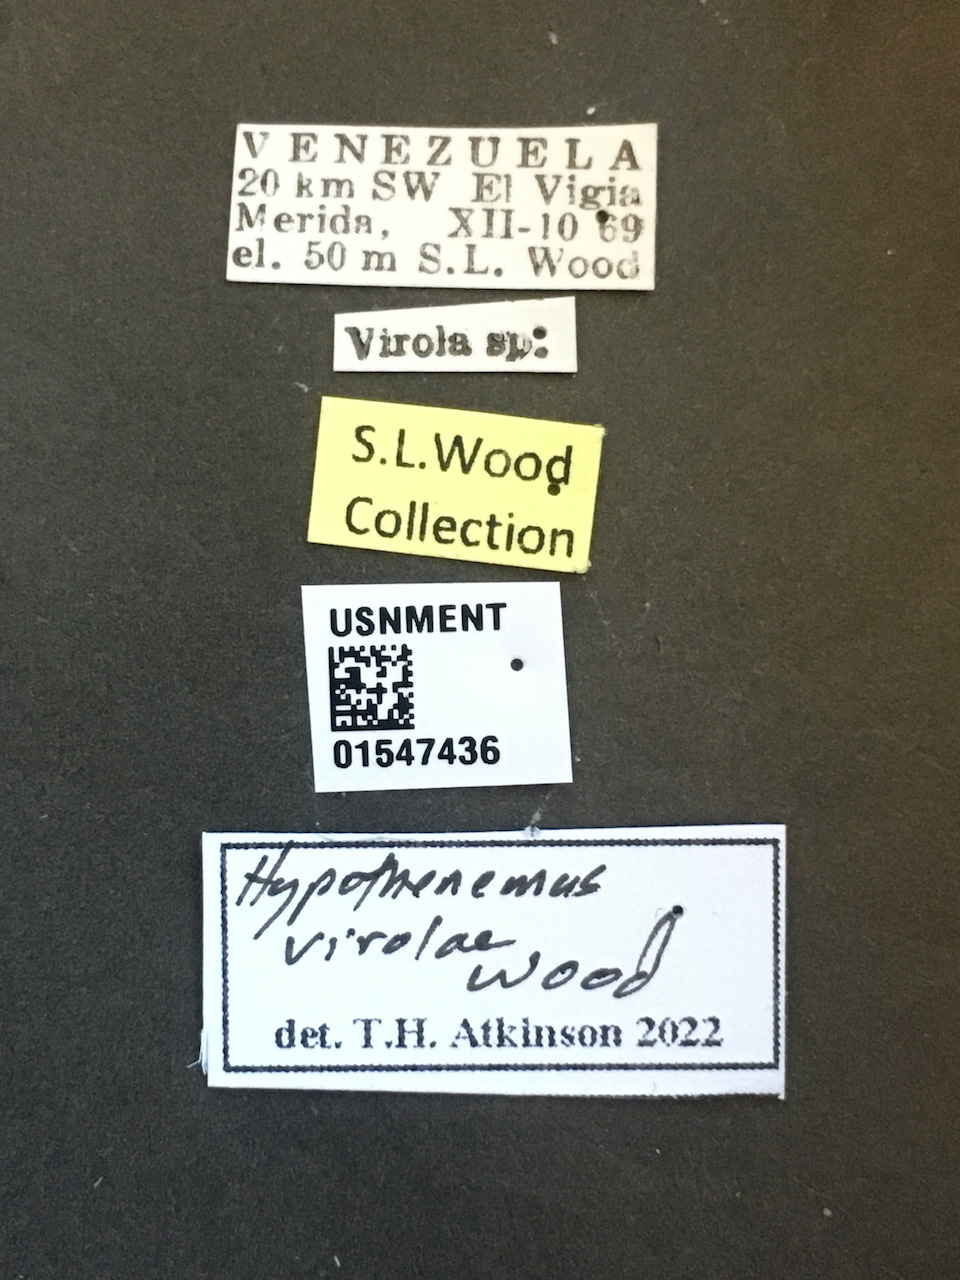 VENEZUELA
20 km SW El Vigia
Merida, XII-10 69
el. 50 m S.L. Wood
Virola sp:
S.L.Wood
Collection
USNMENT
01547436
Hypothenemus
virolae
Wood
det. T.H. Atkinson 2022